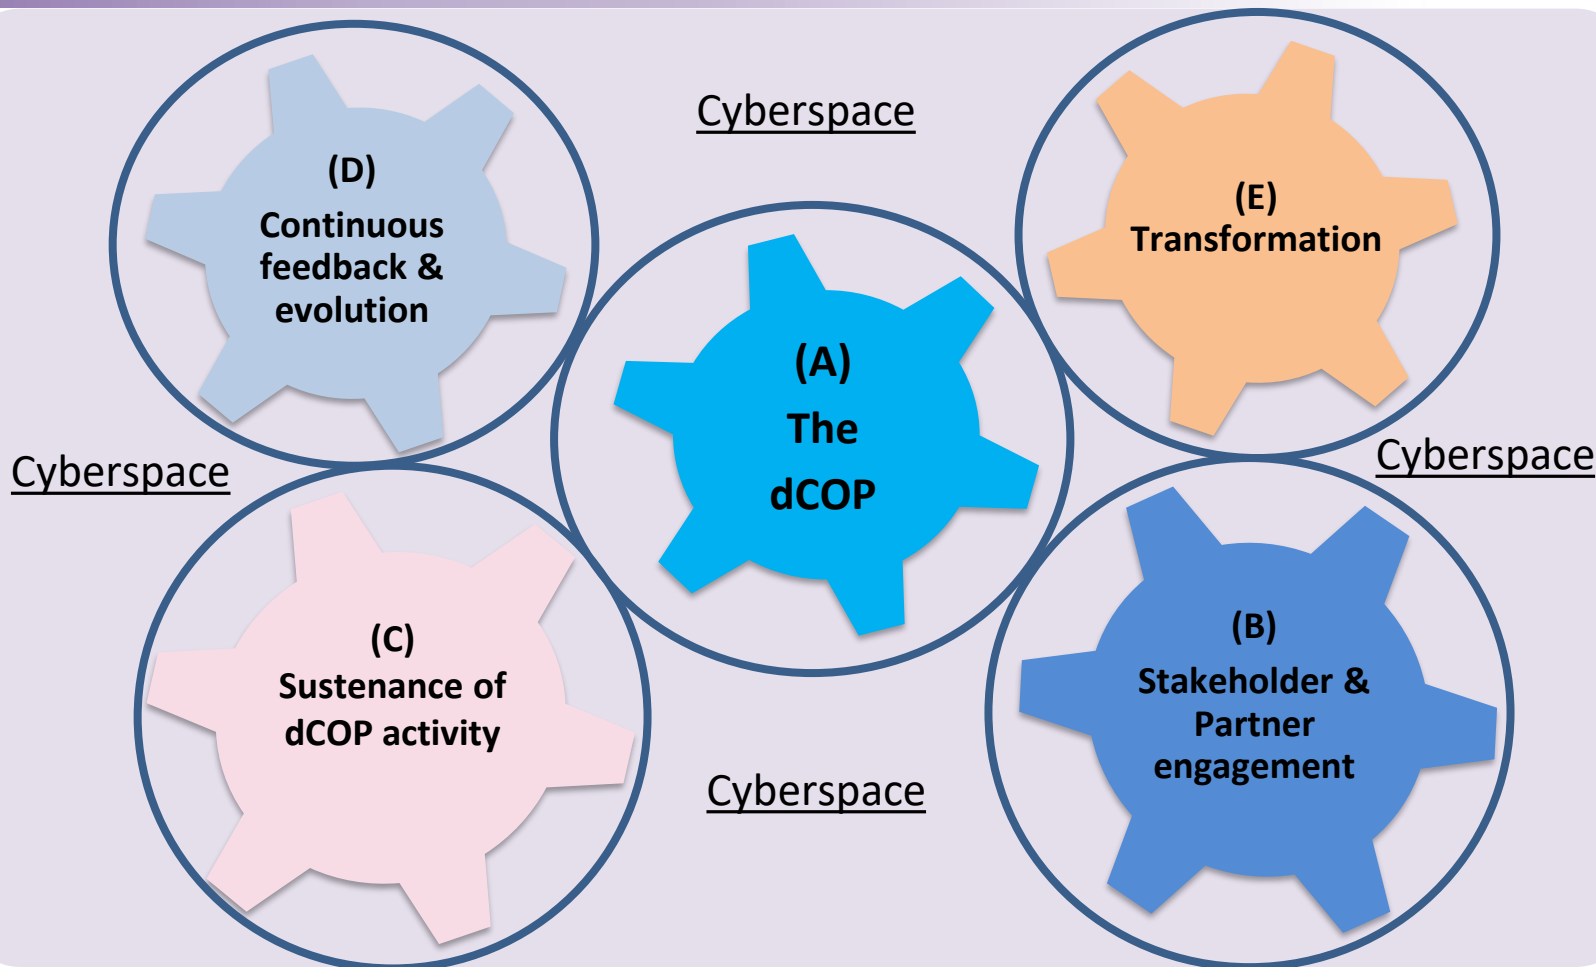 Cyberspace
(D)
Continuous
feedback &
evolution
(E)
Transformation
(A)
The
dCOP
Cyberspace
Cyberspace
(C)
Sustenance of
dCOP activity
(B)
Stakeholder &
Partner
engagement
Cyberspace